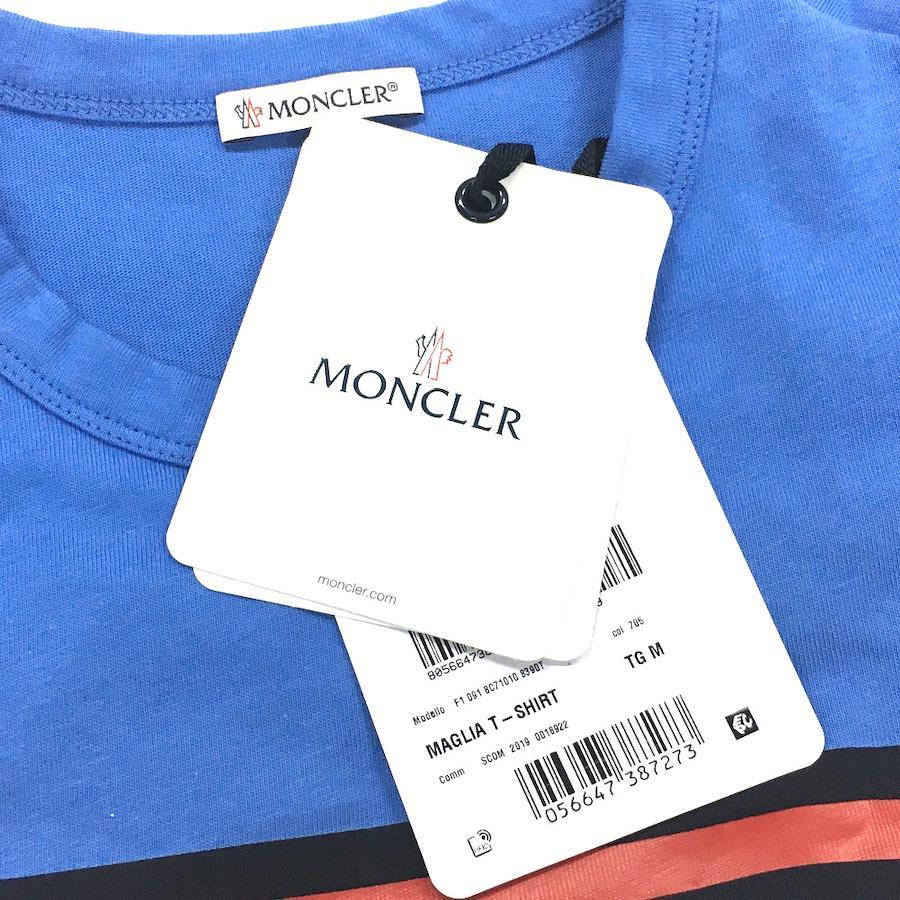 MONCLER®
MONCLER
moncler.com
Modello F1 091 8C71010 8390T col 705
MAGLIA T-SHIRT TG M
Comm SCOM 2019 0018922
056647 387273